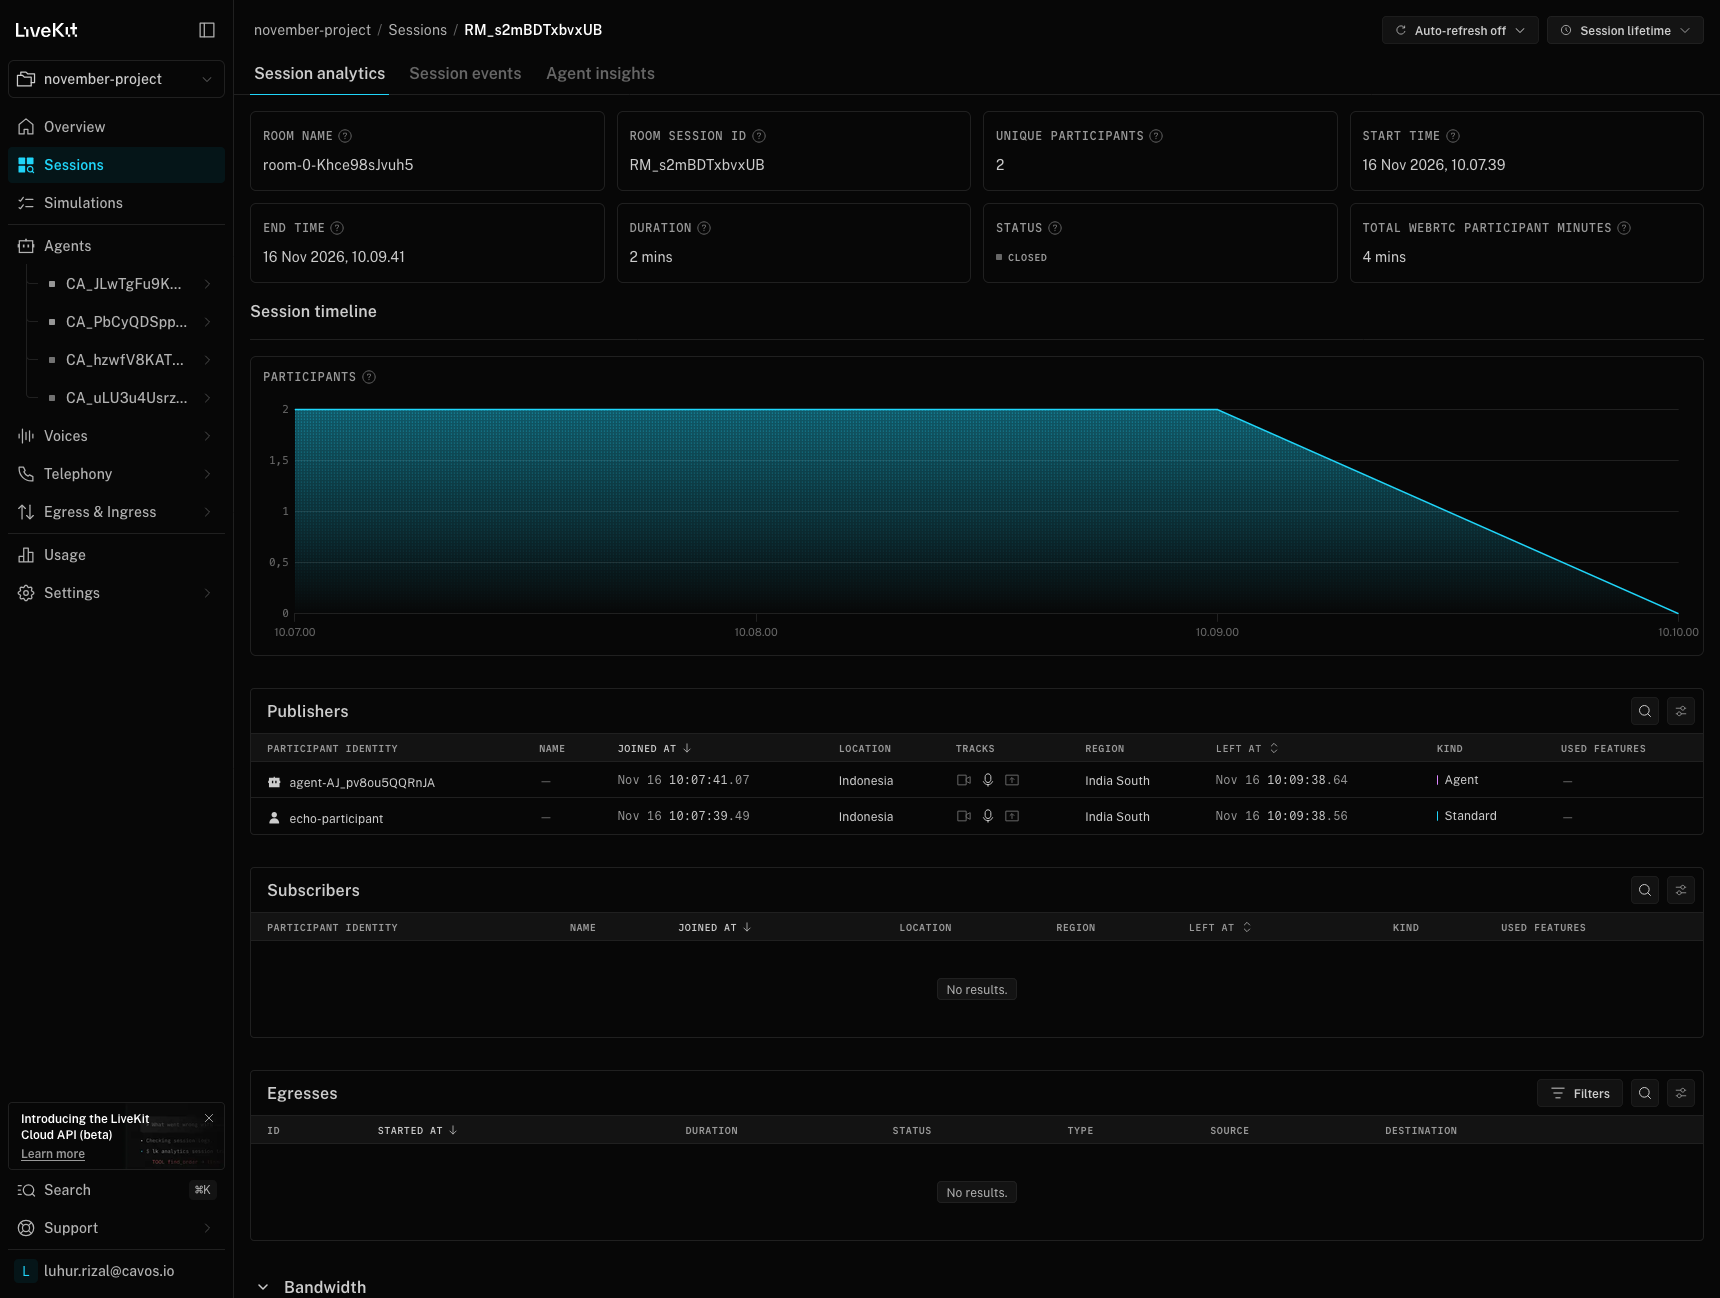 LiveKit
november-project
Overview
Sessions
Simulations
Agents
CA_JLwTgFu9K...
CA_PbCyQDSpp...
CA_hzwfV8KAT...
CA_uLU3u4Usrz...
Voices
Telephony
Egress & Ingress
Usage
Settings
Introducing the LiveKit
Cloud API (beta)
Learn more
Search ⌘K
Support
L luhur.rizal@cavos.io
november-project / Sessions / RM_s2mBDTxbvxUB
Auto-refresh off
Session lifetime
Session analytics Session events Agent insights
ROOM NAME
room-0-Khce98sJvuh5
ROOM SESSION ID
RM_s2mBDTxbvxUB
UNIQUE PARTICIPANTS
2
START TIME
16 Nov 2026, 10.07.39
END TIME
16 Nov 2026, 10.09.41
DURATION
2 mins
STATUS
CLOSED
TOTAL WEBRTC PARTICIPANT MINUTES
4 mins
Session timeline
PARTICIPANTS
2
1,5
1
0,5
0
10.07.00 10.08.00 10.09.00 10.10.00
Publishers
PARTICIPANT IDENTITY NAME JOINED AT LOCATION TRACKS REGION LEFT AT KIND USED FEATURES
agent-AJ_pv8ou5QQRnJA — Nov 16 10:07:41.07 Indonesia India South Nov 16 10:09:38.64 Agent —
echo-participant — Nov 16 10:07:39.49 Indonesia India South Nov 16 10:09:38.56 Standard —
Subscribers
PARTICIPANT IDENTITY NAME JOINED AT LOCATION REGION LEFT AT KIND USED FEATURES
No results.
Egresses
Filters
ID STARTED AT DURATION STATUS TYPE SOURCE DESTINATION
No results.
Bandwidth